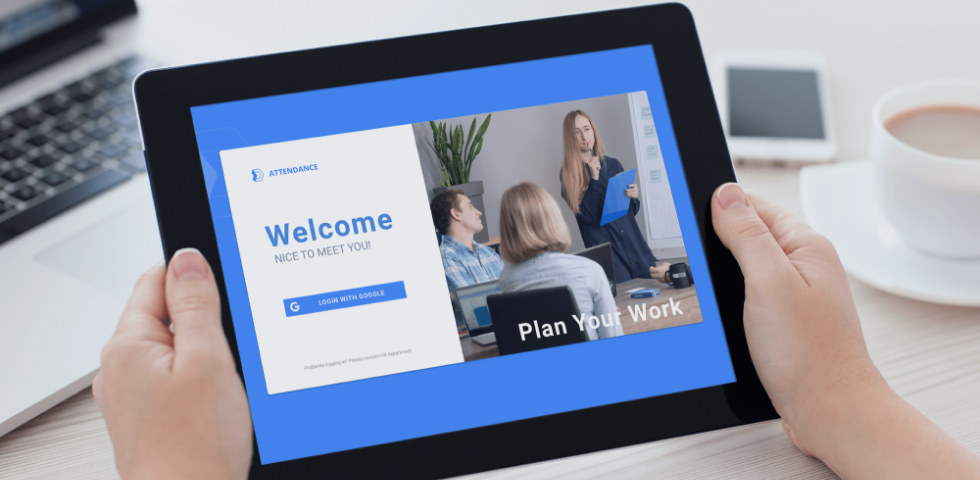 ATTENDANCE
Welcome
NICE TO MEET YOU!
G LOGIN WITH GOOGLE
Problems logging in? Please contact HR department.
Plan Your Work